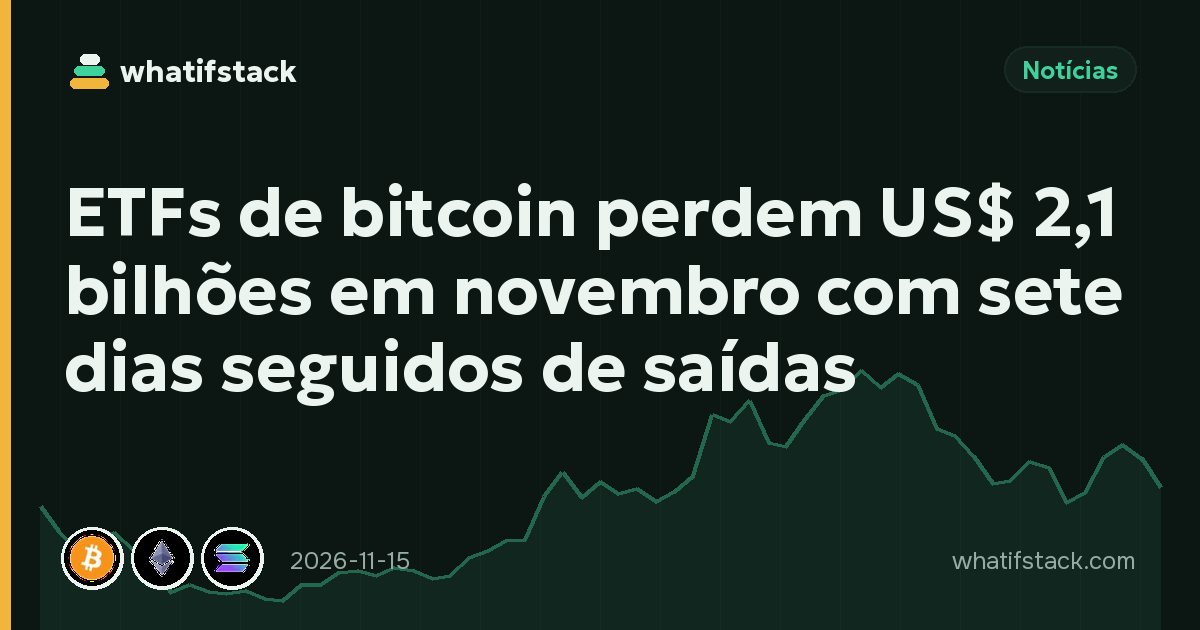 whatifstack
Notícias
ETFs de bitcoin perdem US$ 2,1
bilhões em novembro com sete
dias seguidos de saídas
2026-11-15
whatifstack.com